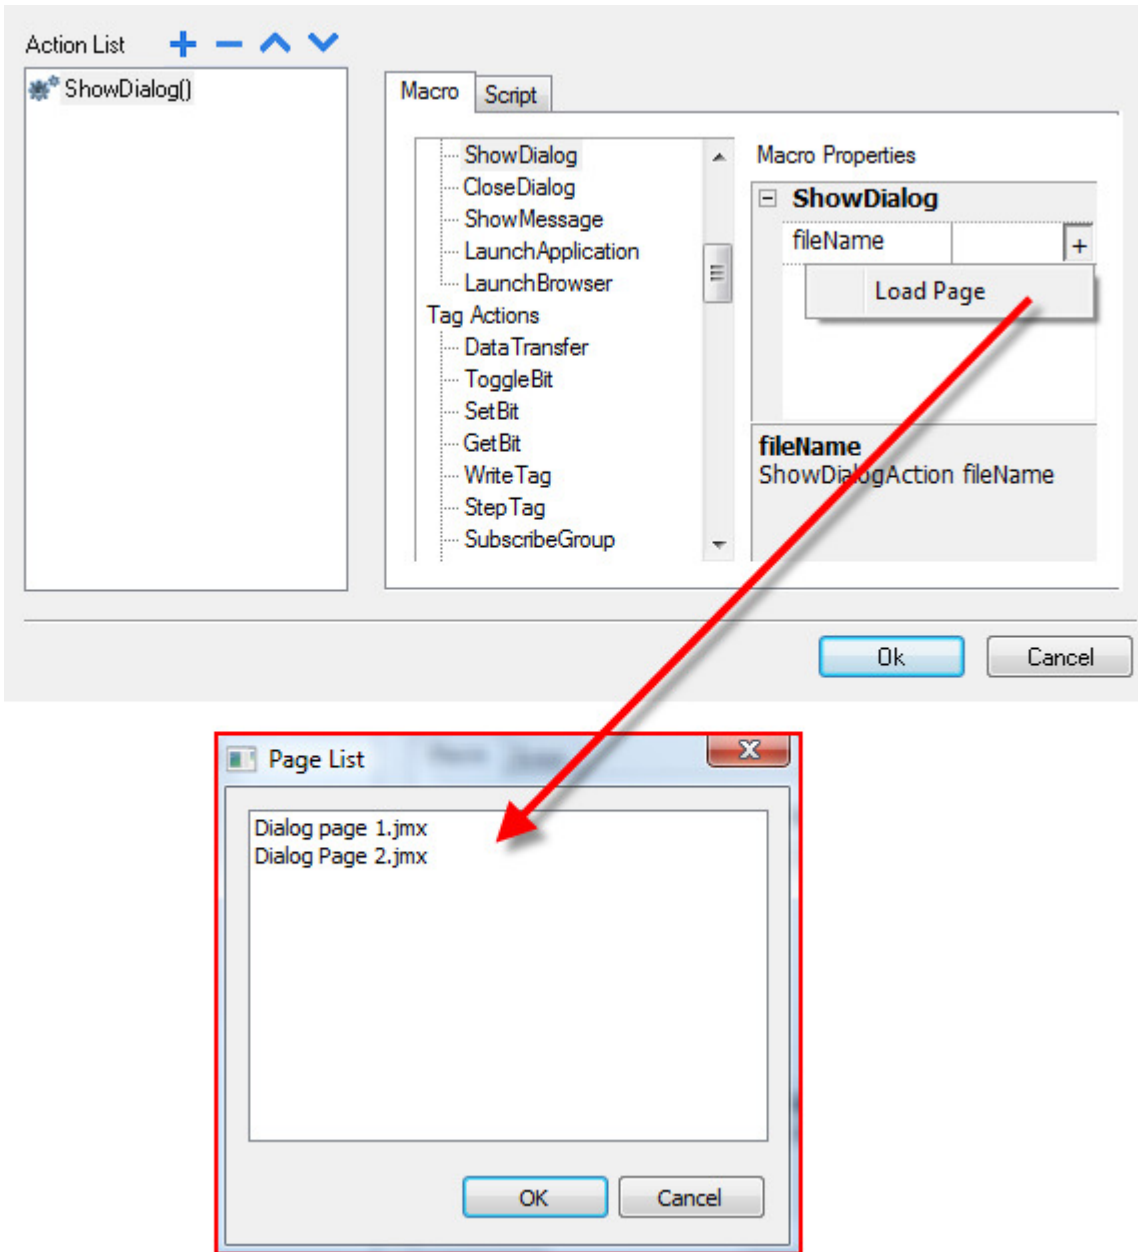 Action List
ShowDialog()
Macro
Script
ShowDialog
CloseDialog
ShowMessage
LaunchApplication
LaunchBrowser
Tag Actions
DataTransfer
ToggleBit
SetBit
GetBit
WriteTag
StepTag
SubscribeGroup
Macro Properties
ShowDialog
fileName
+
Load Page
fileName
ShowDialogAction fileName
Ok
Cancel
Page List
Dialog page 1.jmx
Dialog Page 2.jmx
OK
Cancel